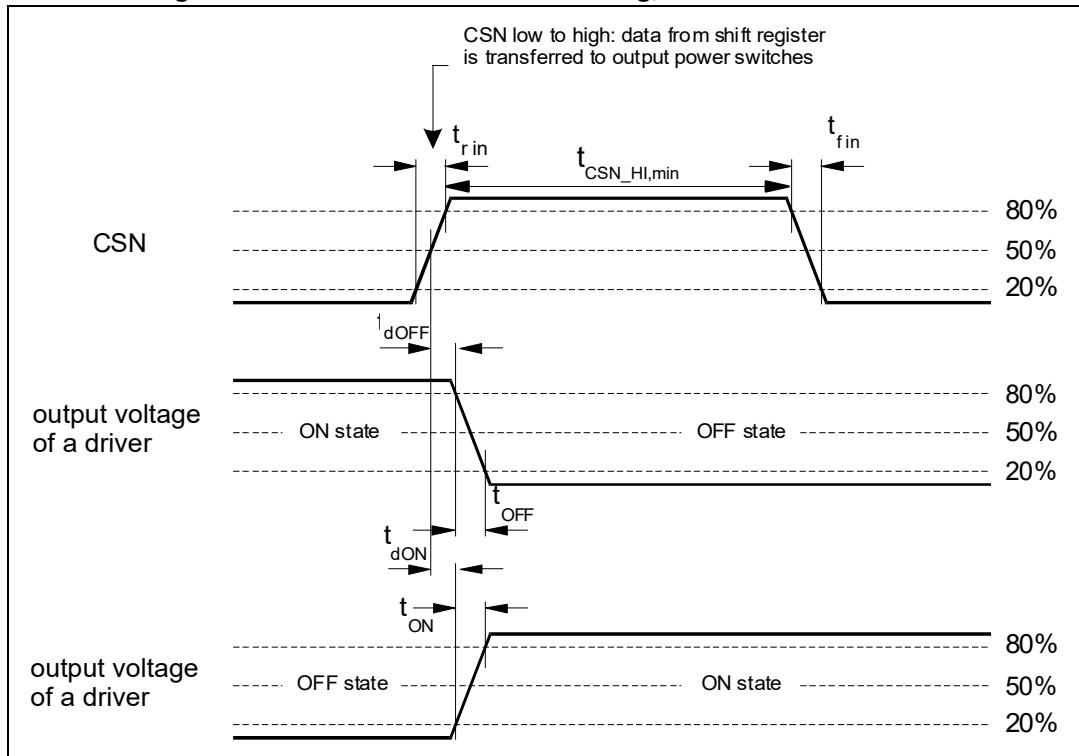 CSN low to high: data from shift register
is transferred to output power switches
t r in
t CSN_HI,min
t f in
CSN
80%
50%
20%
t dOFF
output voltage
of a driver
ON state
OFF state
80%
50%
20%
t OFF
t dON
t ON
output voltage
of a driver
OFF state
ON state
80%
50%
20%